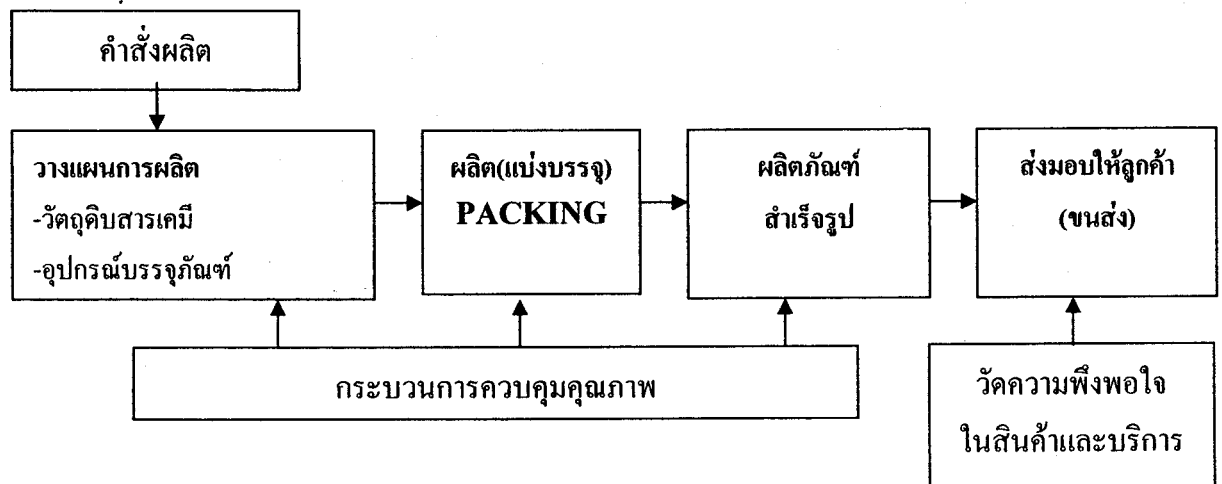 คำสั่งผลิต
วางแผนการผลิต
-วัตถุดิบสารเคมี
-อุปกรณ์บรรจุภัณฑ์
ผลิต(แบ่งบรรจุ)
PACKING
ผลิตภัณฑ์
สำเร็จรูป
ส่งมอบให้ลูกค้า
(ขนส่ง)
กระบวนการควบคุมคุณภาพ
วัดความพึงพอใจ
ในสินค้าและบริการ